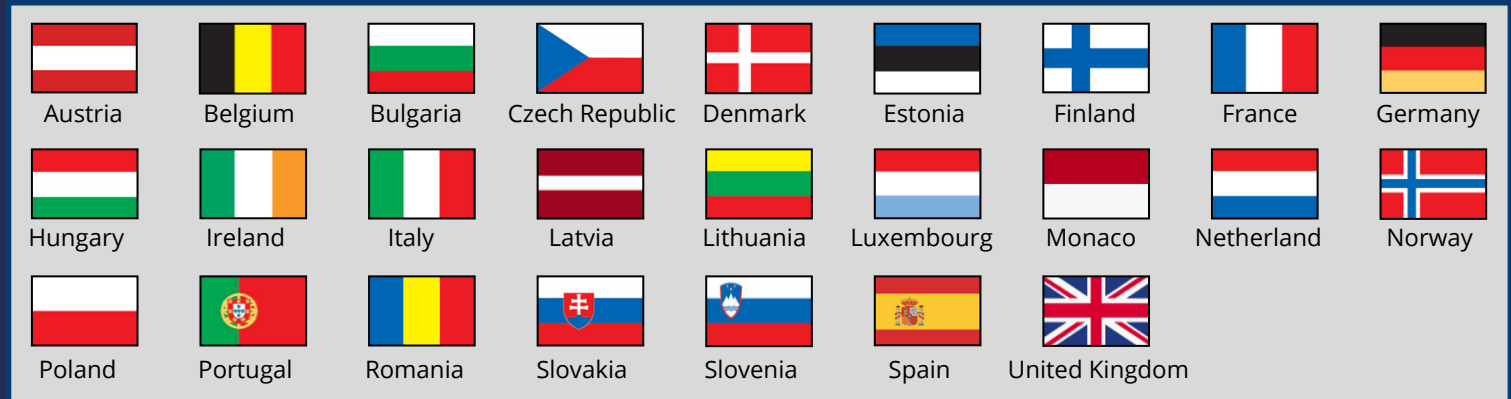 Austria Belgium Bulgaria Czech Republic Denmark Estonia Finland France Germany
Hungary Ireland Italy Latvia Lithuania Luxembourg Monaco Netherland Norway
Poland Portugal Romania Slovakia Slovenia Spain United Kingdom